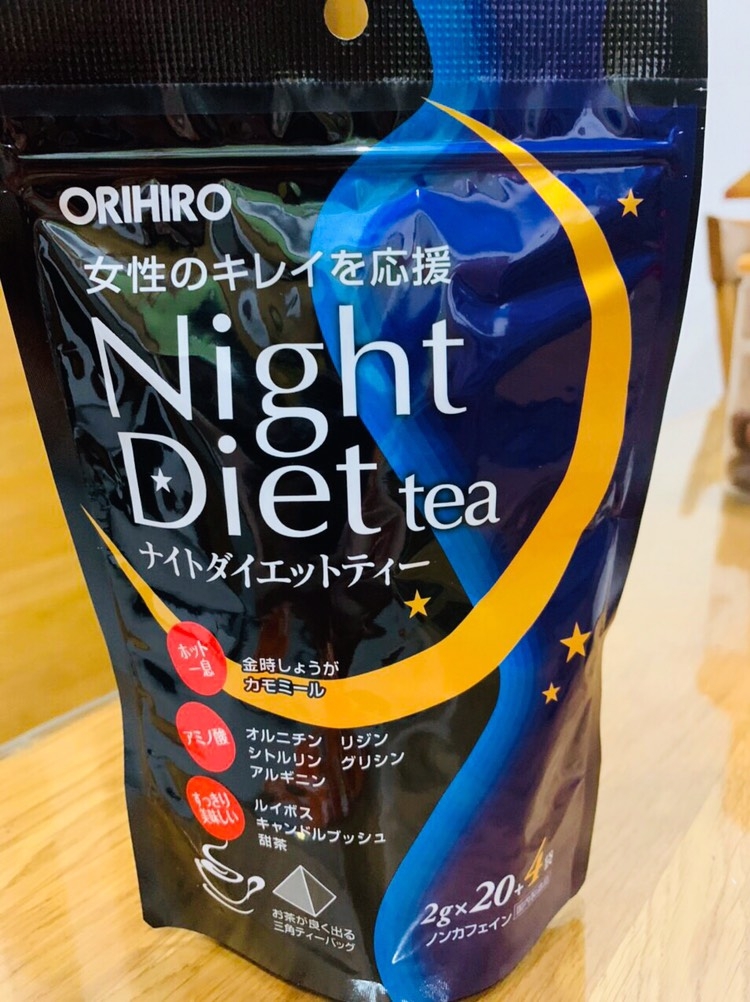 ORIHIRO
女性のキレイを応援
Night
Diet tea
ナイトダイエットティー
ホット
一息
金時しょうが
カモミール
アミノ酸
オルニチン リジン
シトルリン グリシン
アルギニン
すっきり
美味しい
ルイボス
キャンドルブッシュ
甜茶
お茶が良く出る
三角ティーバッグ
2g×20+4袋
ノンカフェイン